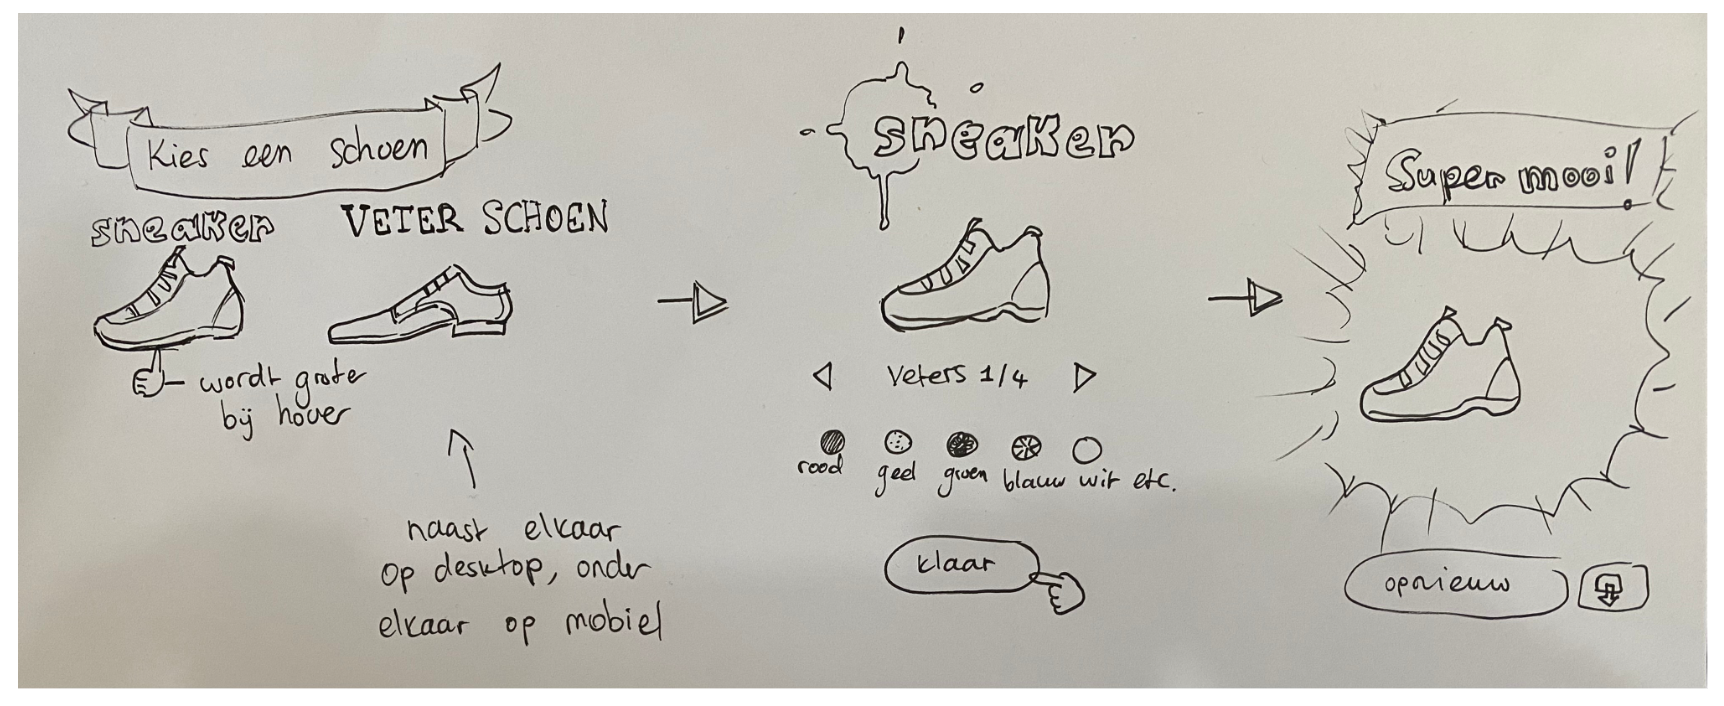 Kies een schoen
sneaker
VETER SCHOEN
wordt groter
bij hover
naast elkaar
op desktop, onder
elkaar op mobiel
sneaker
Veters 1/4
rood geel groen blauw wit etc.
klaar
Super mooi!
opnieuw